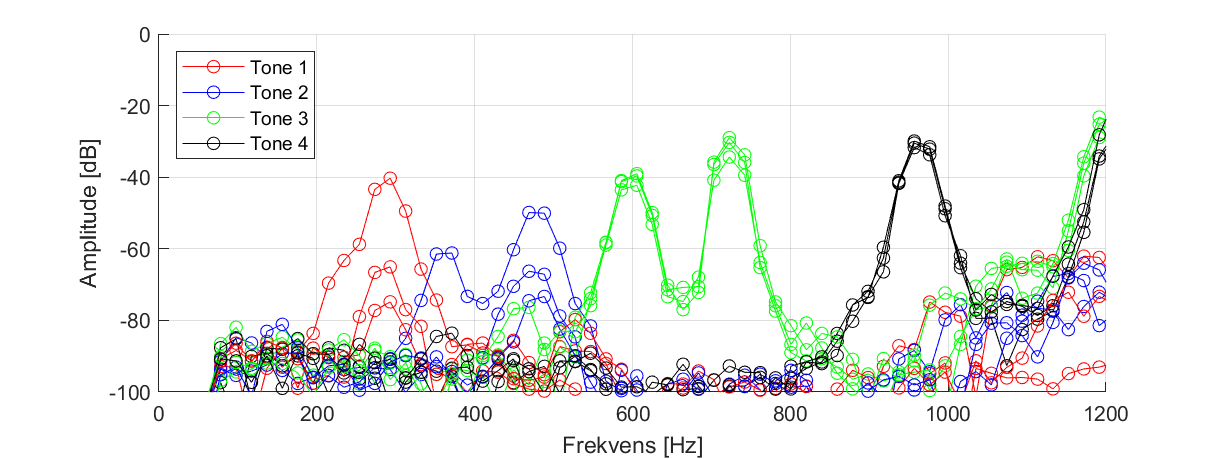 0
-20
-40
-60
-80
-100
Amplitude [dB]
Tone 1
Tone 2
Tone 3
Tone 4
0 200 400 600 800 1000 1200
Frekvens [Hz]